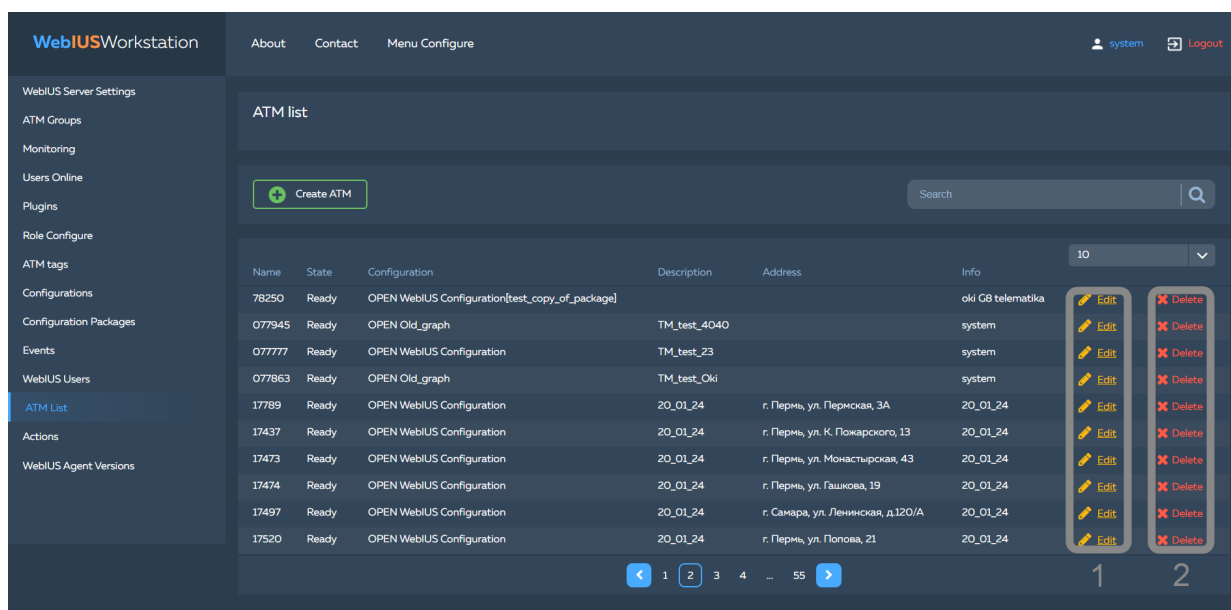 WebIUSWorkstation About Contact Menu Configure system Logout
WebIUS Server Settings
ATM Groups
Monitoring
Users Online
Plugins
Role Configure
ATM tags
Configurations
Configuration Packages
Events
WebIUS Users
ATM List
Actions
WebIUS Agent Versions
ATM list
Create ATM Search
10
Name State Configuration Description Address Info
78250 Ready OPEN WebIUS Configuration[test_copy_of_package] oki G8 telematika Edit Delete
077945 Ready OPEN Old_graph TM_test_4040 system Edit Delete
077777 Ready OPEN WebIUS Configuration TM_test_23 system Edit Delete
077863 Ready OPEN Old_graph TM_test_Oki system Edit Delete
17789 Ready OPEN WebIUS Configuration 20_01_24 г. Пермь, ул. Пермская, 3А 20_01_24 Edit Delete
17437 Ready OPEN WebIUS Configuration 20_01_24 г. Пермь, ул. К. Пожарского, 13 20_01_24 Edit Delete
17473 Ready OPEN WebIUS Configuration 20_01_24 г. Пермь, ул. Монастырская, 43 20_01_24 Edit Delete
17474 Ready OPEN WebIUS Configuration 20_01_24 г. Пермь, ул. Гашкова, 19 20_01_24 Edit Delete
17497 Ready OPEN WebIUS Configuration 20_01_24 г. Самара, ул. Ленинская, д.120/А 20_01_24 Edit Delete
17520 Ready OPEN WebIUS Configuration 20_01_24 г. Пермь, ул. Попова, 21 20_01_24 Edit Delete
1 2 3 4 ... 55
1 2